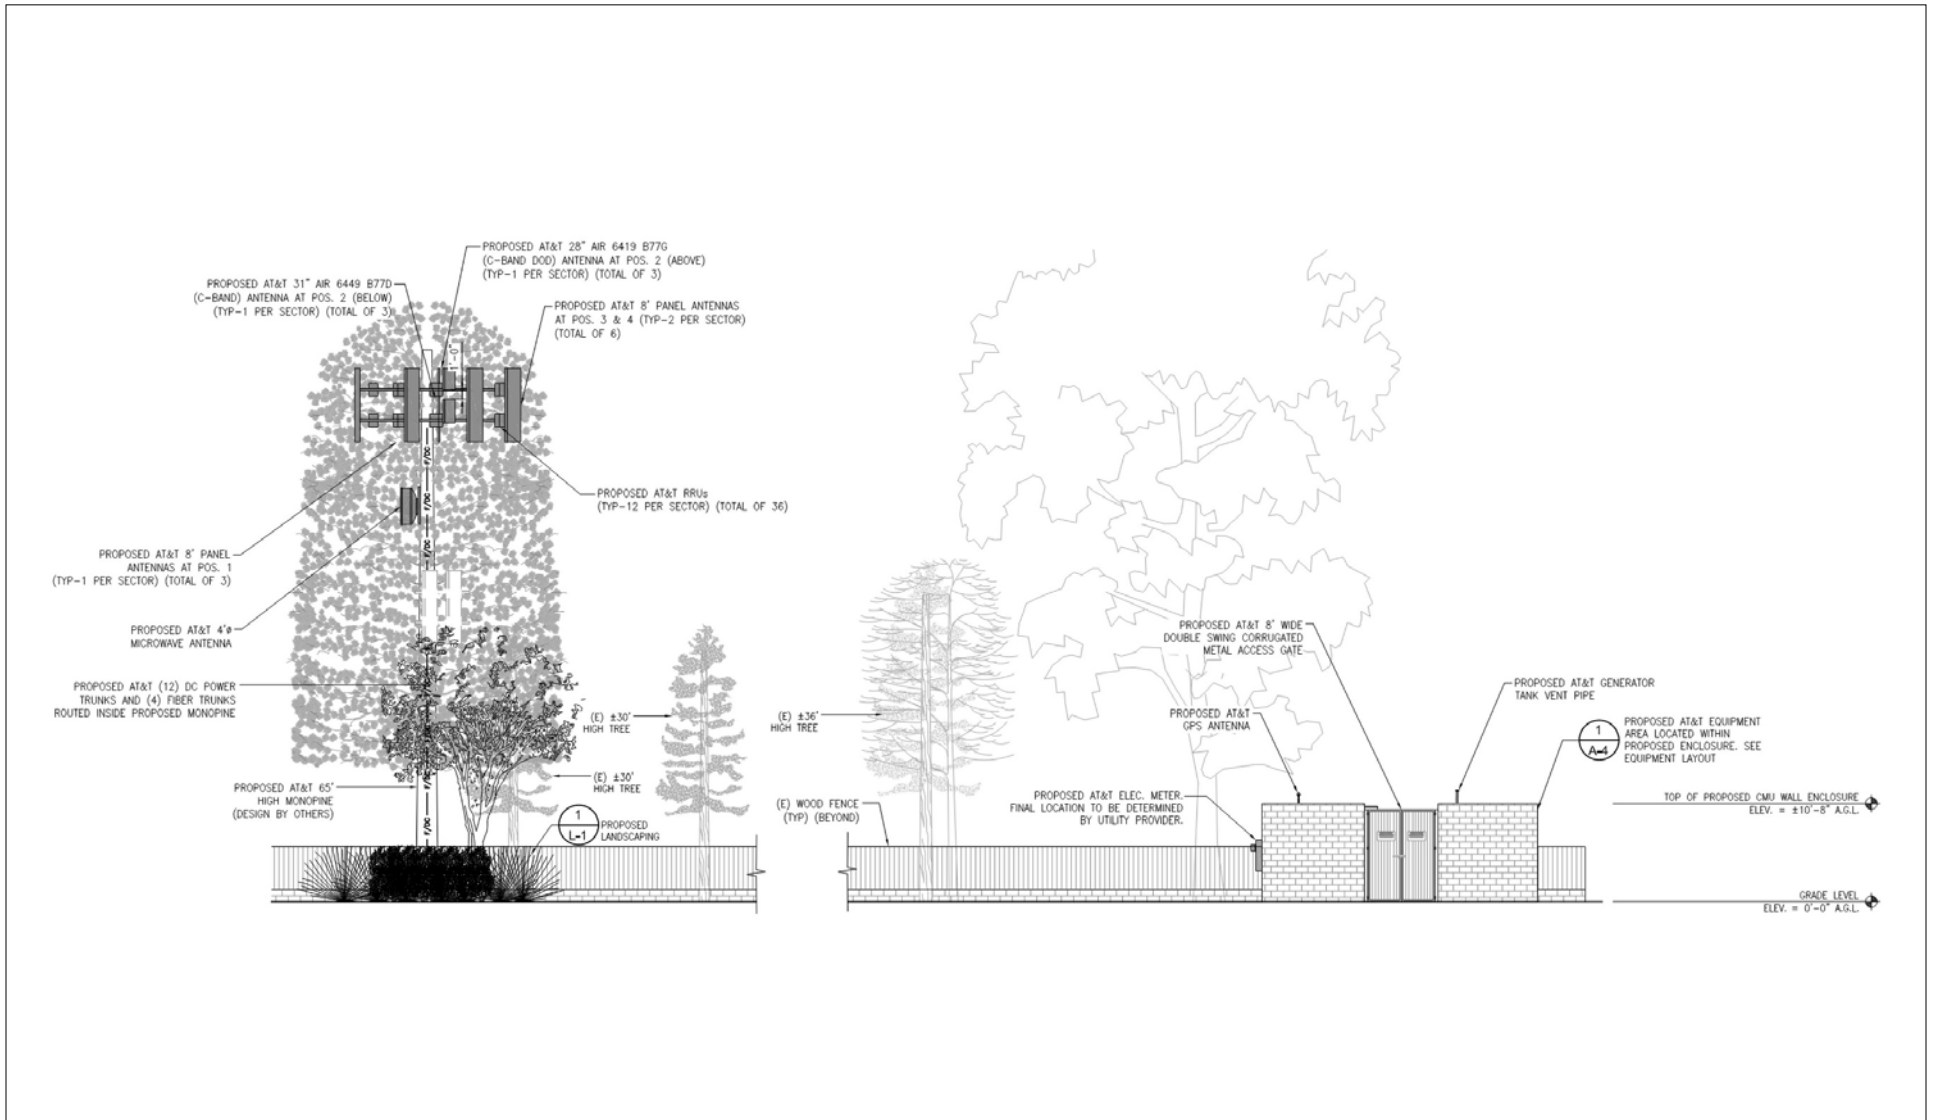 PROPOSED AT&T 28" AIR 6419 B77G
(C-BAND DOD) ANTENNA AT POS. 2 (ABOVE)
(TYP-1 PER SECTOR) (TOTAL OF 3)
PROPOSED AT&T 31" AIR 6449 B77D
(C-BAND) ANTENNA AT POS. 2 (BELOW)
(TYP-1 PER SECTOR) (TOTAL OF 3)
PROPOSED AT&T 8' PANEL ANTENNAS
AT POS. 3 & 4 (TYP-2 PER SECTOR)
(TOTAL OF 6)
1'-0"
F/DC
F/DC
F/DC
PROPOSED AT&T RRUs
(TYP-12 PER SECTOR) (TOTAL OF 36)
PROPOSED AT&T 8' PANEL
ANTENNAS AT POS. 1
(TYP-1 PER SECTOR) (TOTAL OF 3)
PROPOSED AT&T 4'ø
MICROWAVE ANTENNA
PROPOSED AT&T (12) DC POWER
TRUNKS AND (4) FIBER TRUNKS
ROUTED INSIDE PROPOSED MONOPINE
PROPOSED AT&T 65'
HIGH MONOPINE
(DESIGN BY OTHERS)
F/DC
(E) ±30'
HIGH TREE
(E) ±30'
HIGH TREE
1
L-1
PROPOSED
LANDSCAPING
(E) ±36'
HIGH TREE
(E) WOOD FENCE
(TYP) (BEYOND)
PROPOSED AT&T 8' WIDE
DOUBLE SWING CORRUGATED
METAL ACCESS GATE
PROPOSED AT&T
GPS ANTENNA
PROPOSED AT&T ELEC. METER.
FINAL LOCATION TO BE DETERMINED
BY UTILITY PROVIDER.
PROPOSED AT&T GENERATOR
TANK VENT PIPE
1
A-4
PROPOSED AT&T EQUIPMENT
AREA LOCATED WITHIN
PROPOSED ENCLOSURE. SEE
EQUIPMENT LAYOUT
TOP OF PROPOSED CMU WALL ENCLOSURE
ELEV. = ±10'-8" A.G.L.
GRADE LEVEL
ELEV. = 0'-0" A.G.L.